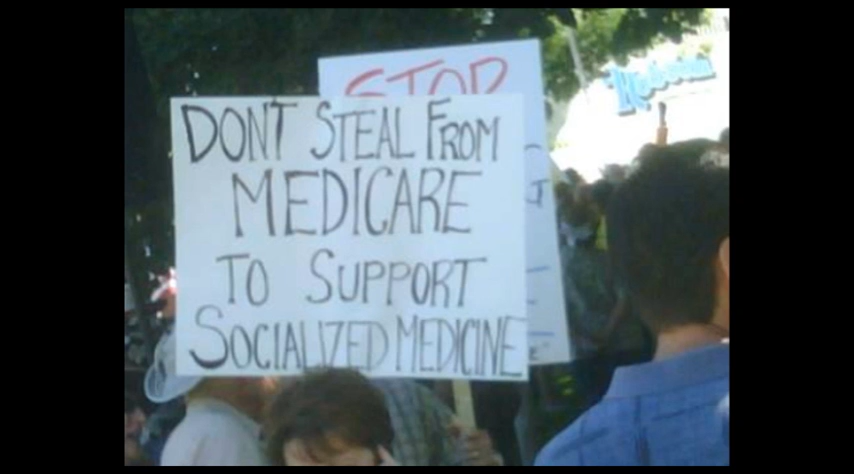 STOP
DONT STEAL FROM
MEDICARE
TO SUPPORT
SOCIALIZED MEDICINE